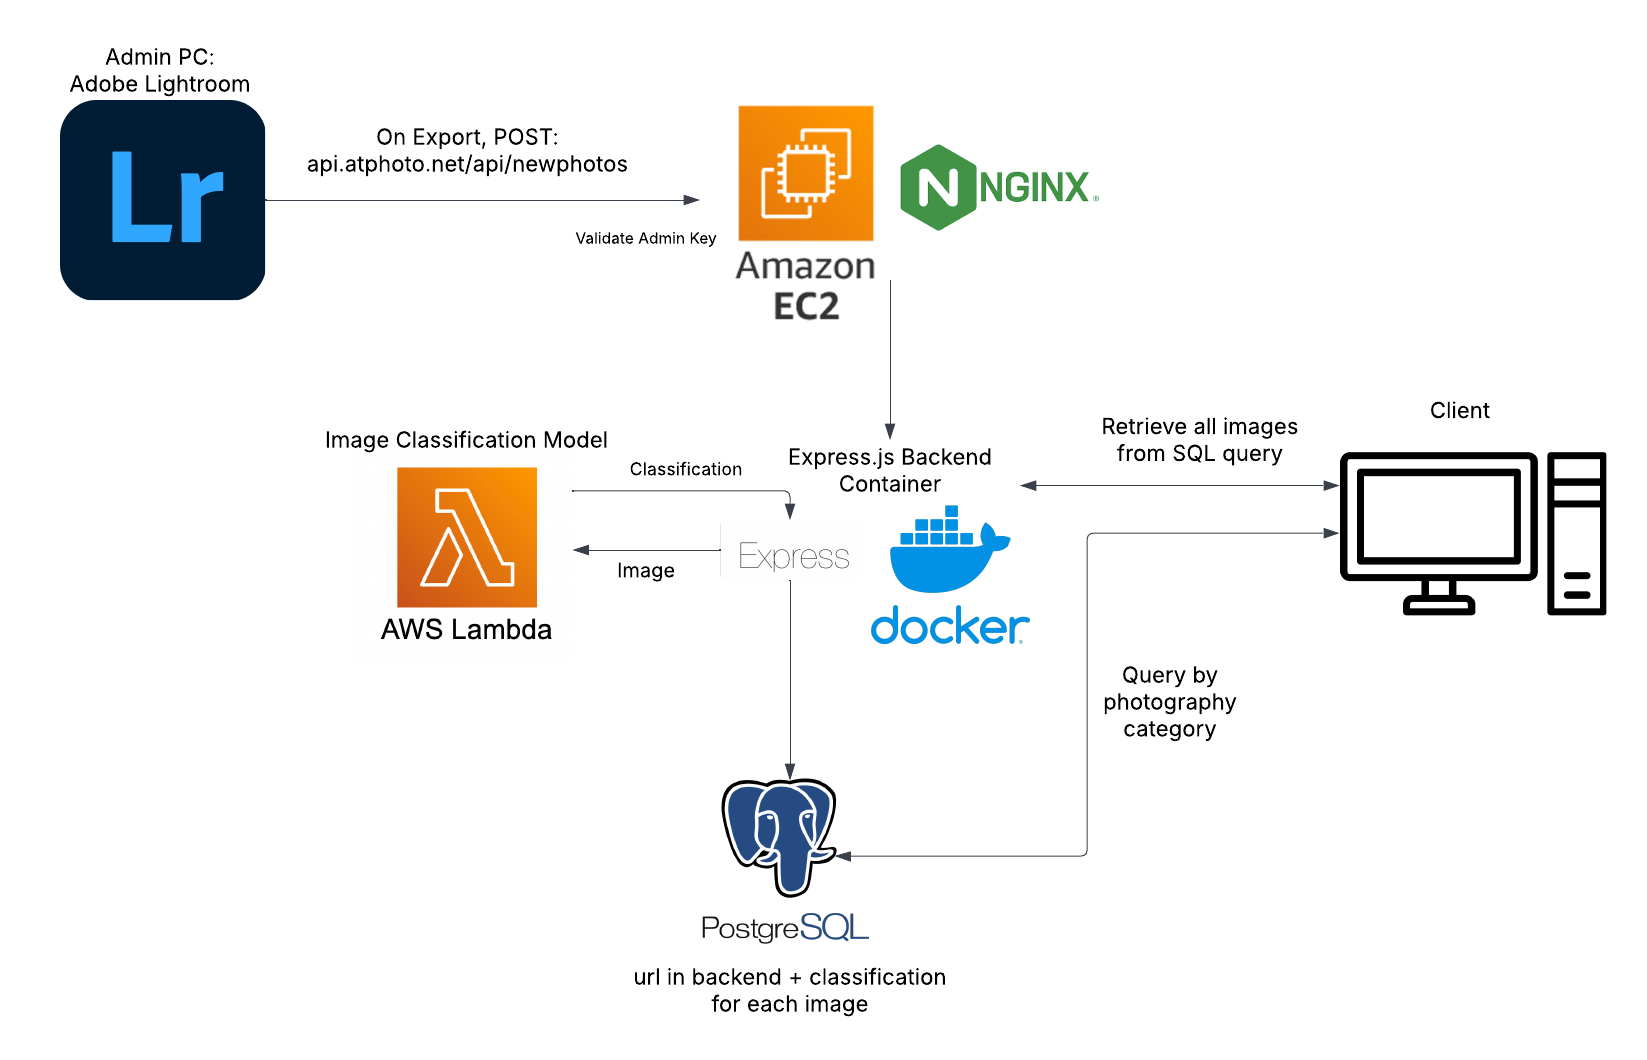 Admin PC:
Adobe Lightroom
Lr
On Export, POST:
api.atphoto.net/api/newphotos
Validate Admin Key
Amazon
EC2
N
NGINX®
Image Classification Model
AWS Lambda
Classification
Image
Express.js Backend
Container
Express
docker
Retrieve all images
from SQL query
Client
Query by
photography
category
PostgreSQL
url in backend + classification
for each image